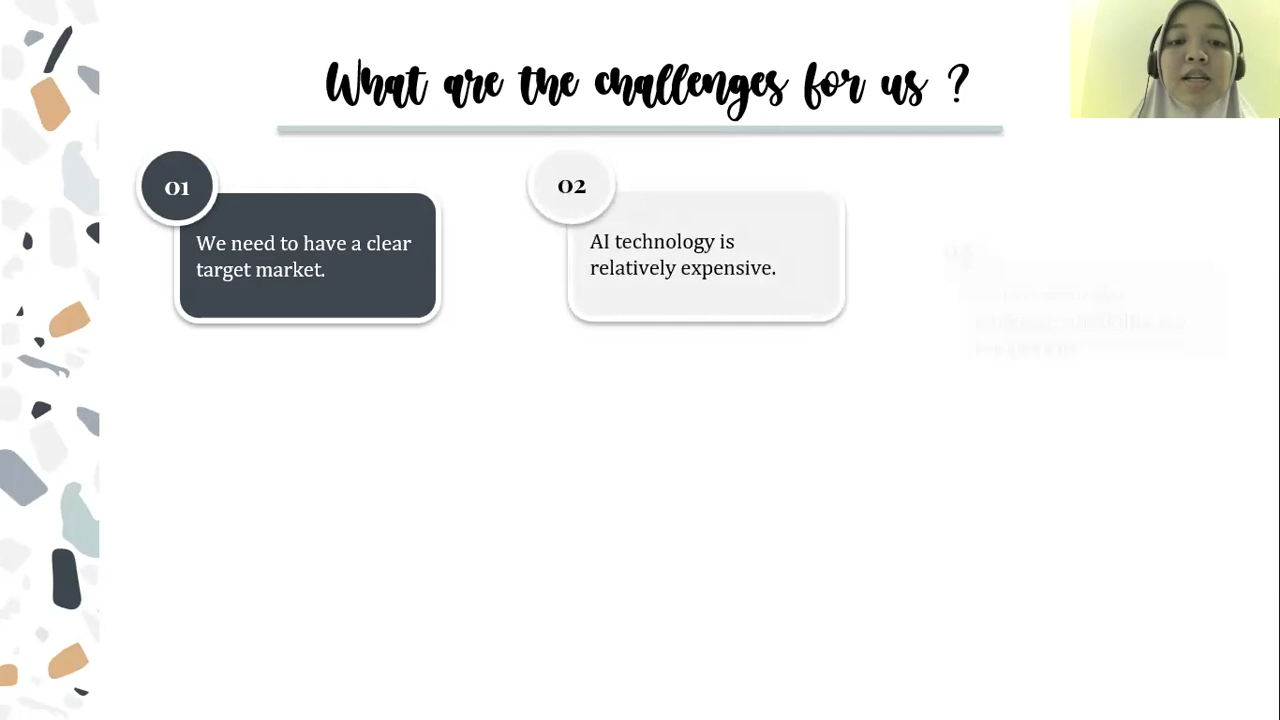 What are the challenges for us ?
01
We need to have a clear
target market.
02
AI technology is
relatively expensive.